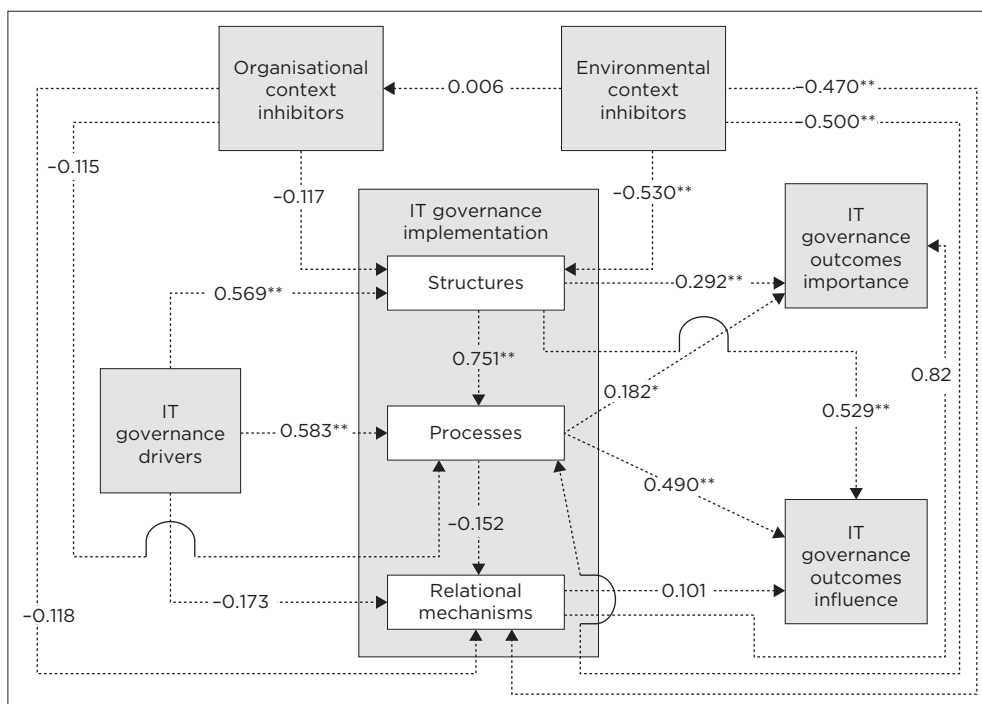 Organisational
context
inhibitors
0.006
Environmental
context
inhibitors
–0.470**
–0.500**
–0.115
–0.117
–0.530**
IT governance
implementation
IT
governance
outcomes
importance
Structures
0.292**
0.569**
0.751**
0.182*
0.82
IT
governance
drivers
0.583**
Processes
0.529**
0.490**
–0.152
IT
governance
outcomes
influence
Relational
mechanisms
0.101
–0.173
–0.118